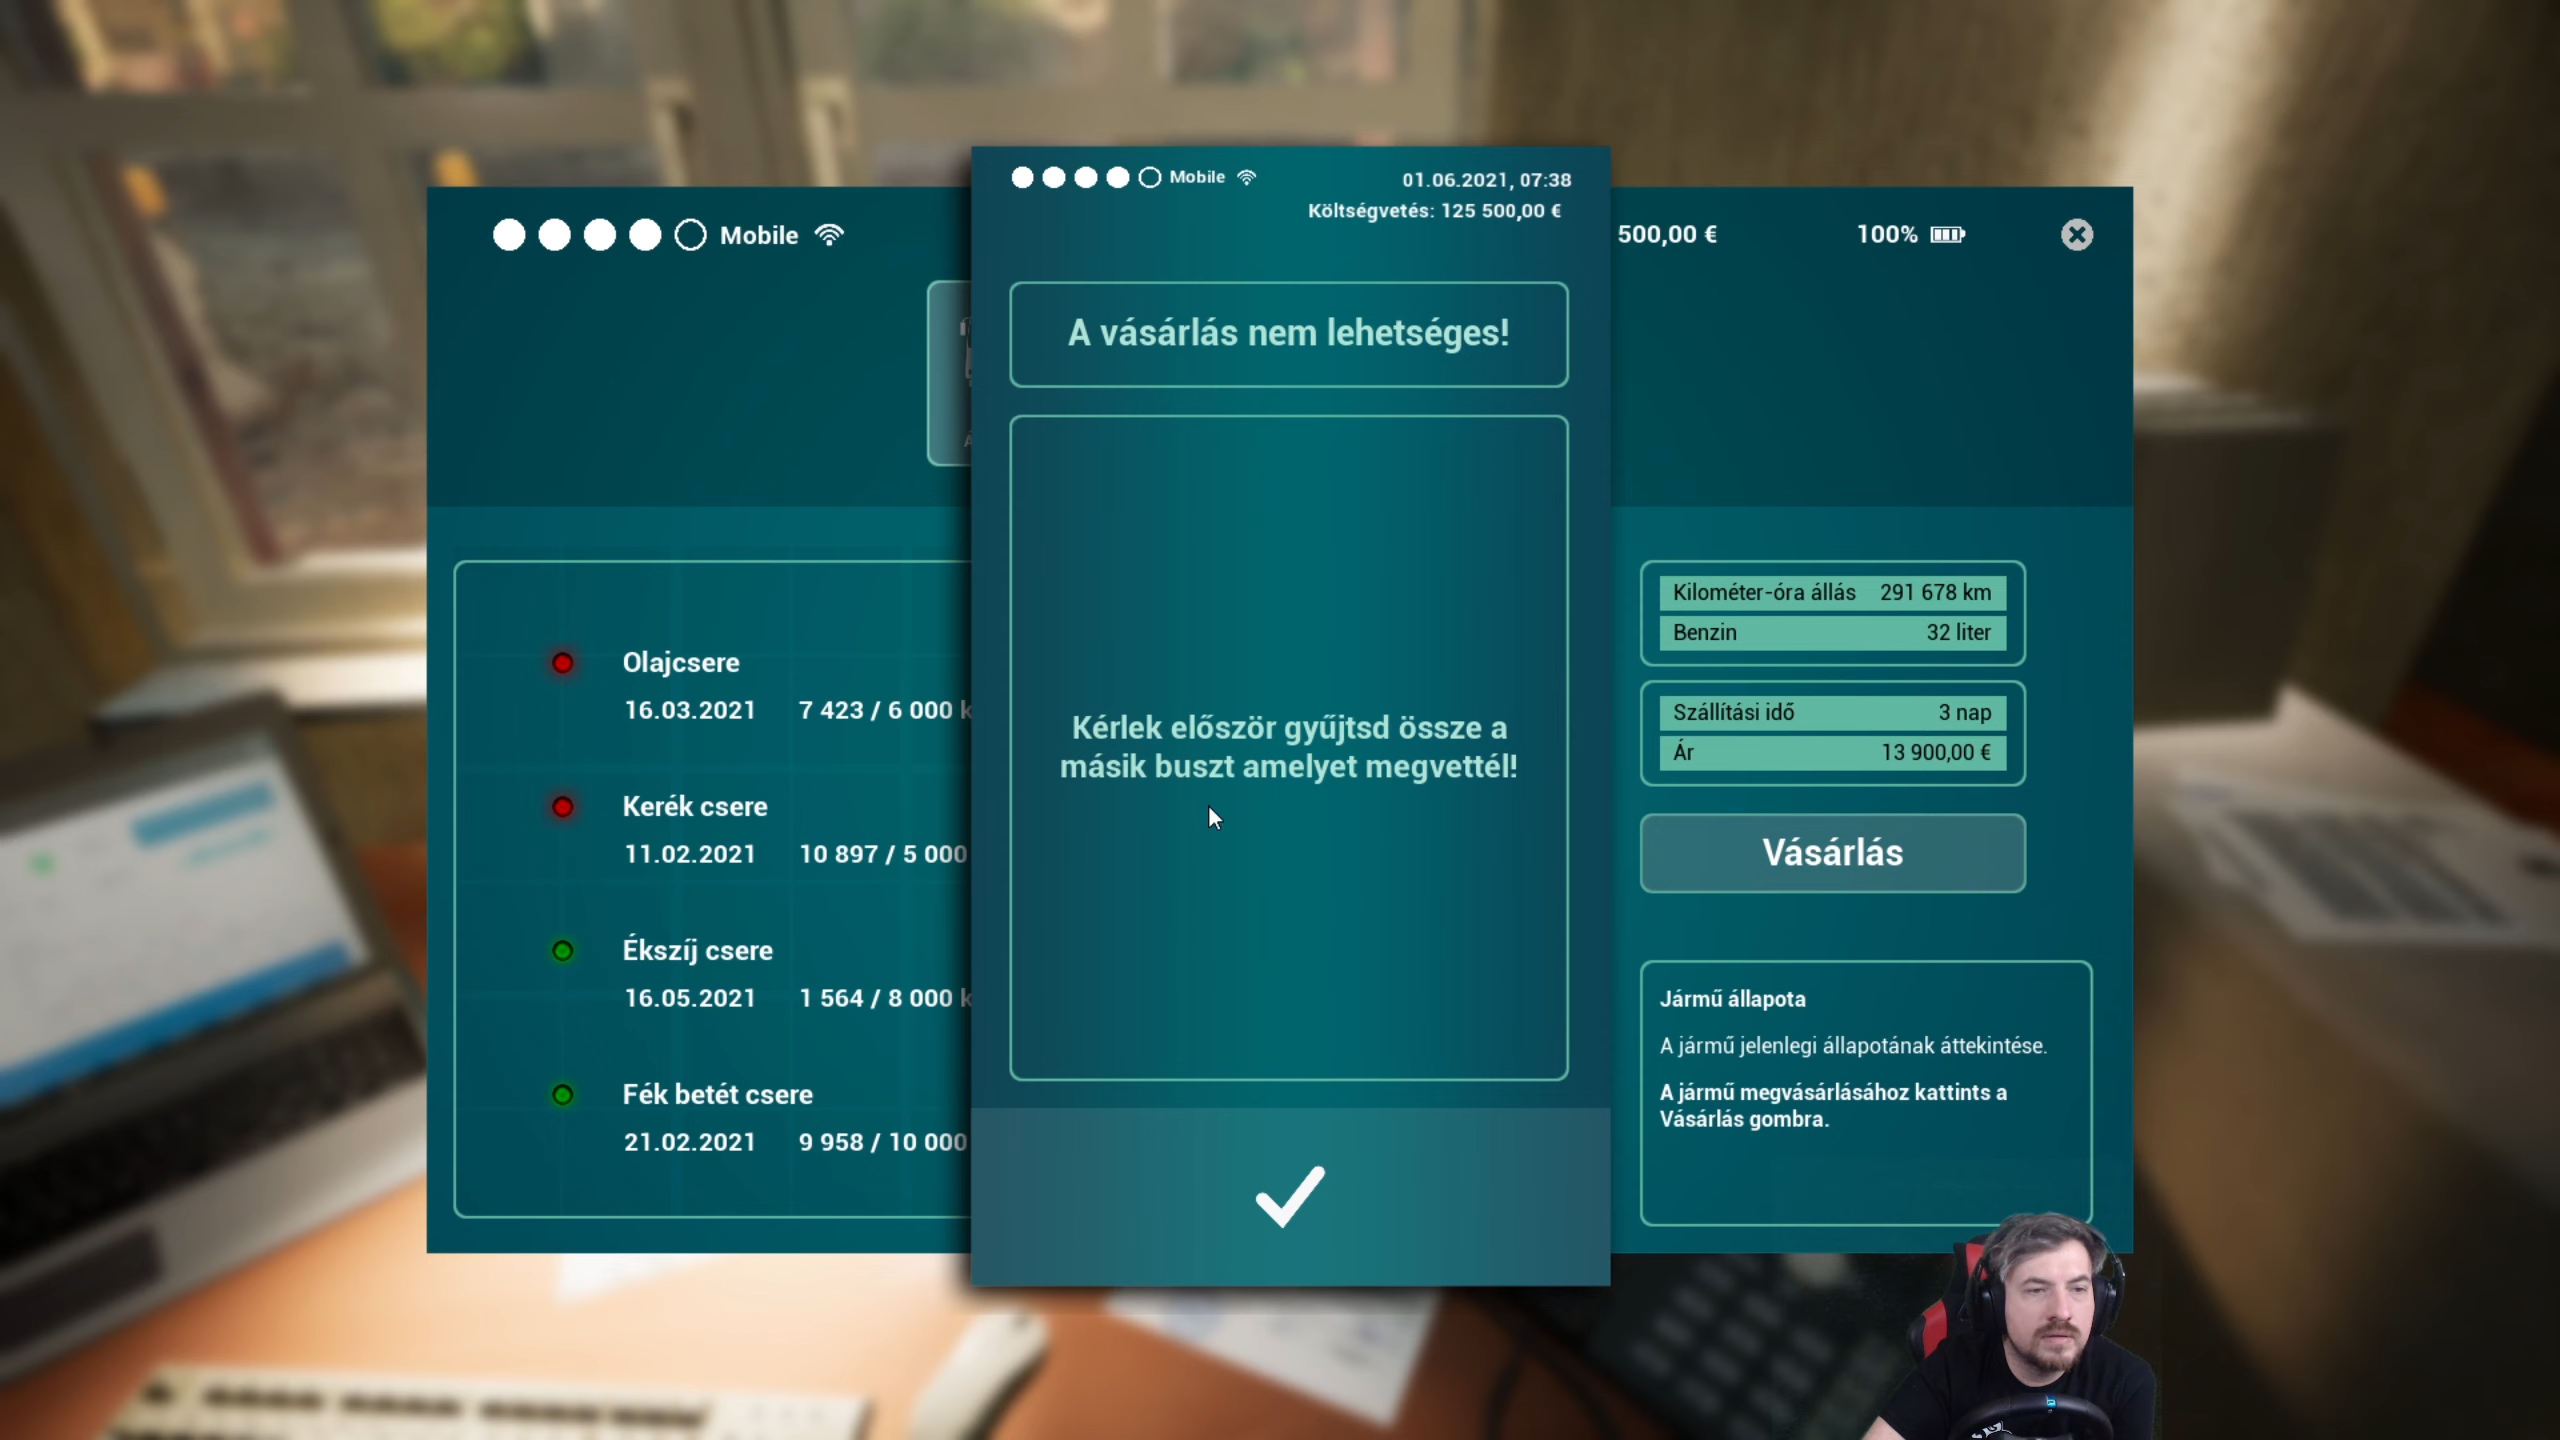 Mobile
500,00 €
100%
Mobile
01.06.2021, 07:38
Költségvetés: 125 500,00 €
A vásárlás nem lehetséges!
Kérlek először gyűjtsd össze a
másik buszt amelyet megvettél!
Olajcsere
16.03.2021 7 423 / 6 000 k
Kerék csere
11.02.2021 10 897 / 5 000
Ékszíj csere
16.05.2021 1 564 / 8 000 k
Fék betét csere
21.02.2021 9 958 / 10 000
Kilométer-óra állás 291 678 km
Benzin 32 liter
Szállítási idő 3 nap
Ár 13 900,00 €
Vásárlás
Jármű állapota
A jármű jelenlegi állapotának áttekintése.
A jármű megvásárlásához kattints a
Vásárlás gombra.